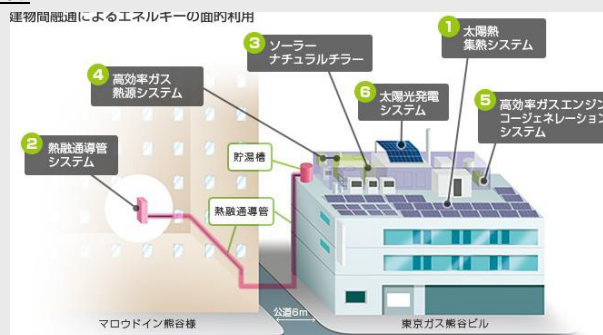 建物間融通によるエネルギーの面的利用
1 太陽熱
集熱システム
3 ソーラー
ナチュラルチラー
4 高効率ガス
熱源システム
6 太陽光発電
システム
5 高効率ガスエンジン
コージェネレーション
システム
2 熱融通導管
システム
貯湯槽
熱融通導管
公道6m
マロウドイン熊谷様
東京ガス熊谷ビル